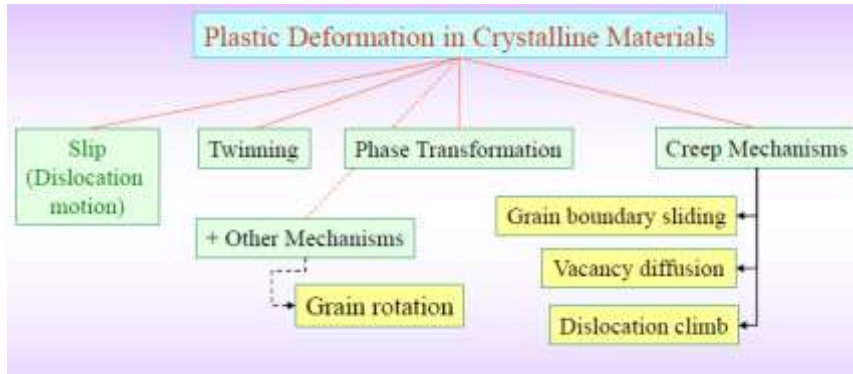 Plastic Deformation in Crystalline Materials
Slip
(Dislocation
motion)
Twinning
Phase Transformation
Creep Mechanisms
+ Other Mechanisms
Grain rotation
Grain boundary sliding
Vacancy diffusion
Dislocation climb